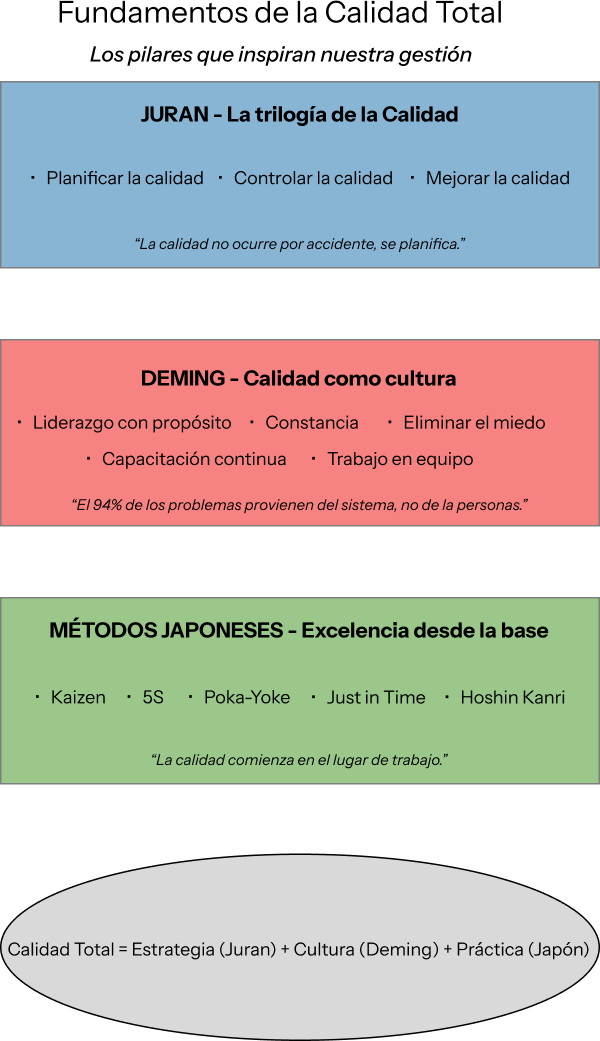 Fundamentos de la Calidad Total
Los pilares que inspiran nuestra gestión
JURAN - La trilogía de la Calidad
· Planificar la calidad · Controlar la calidad · Mejorar la calidad
“La calidad no ocurre por accidente, se planifica.”
DEMING - Calidad como cultura
· Liderazgo con propósito · Constancia · Eliminar el miedo
· Capacitación continua · Trabajo en equipo
“El 94% de los problemas provienen del sistema, no de la personas.”
MÉTODOS JAPONESES - Excelencia desde la base
· Kaizen · 5S · Poka-Yoke · Just in Time · Hoshin Kanri
“La calidad comienza en el lugar de trabajo.”
Calidad Total = Estrategia (Juran) + Cultura (Deming) + Práctica (Japón)